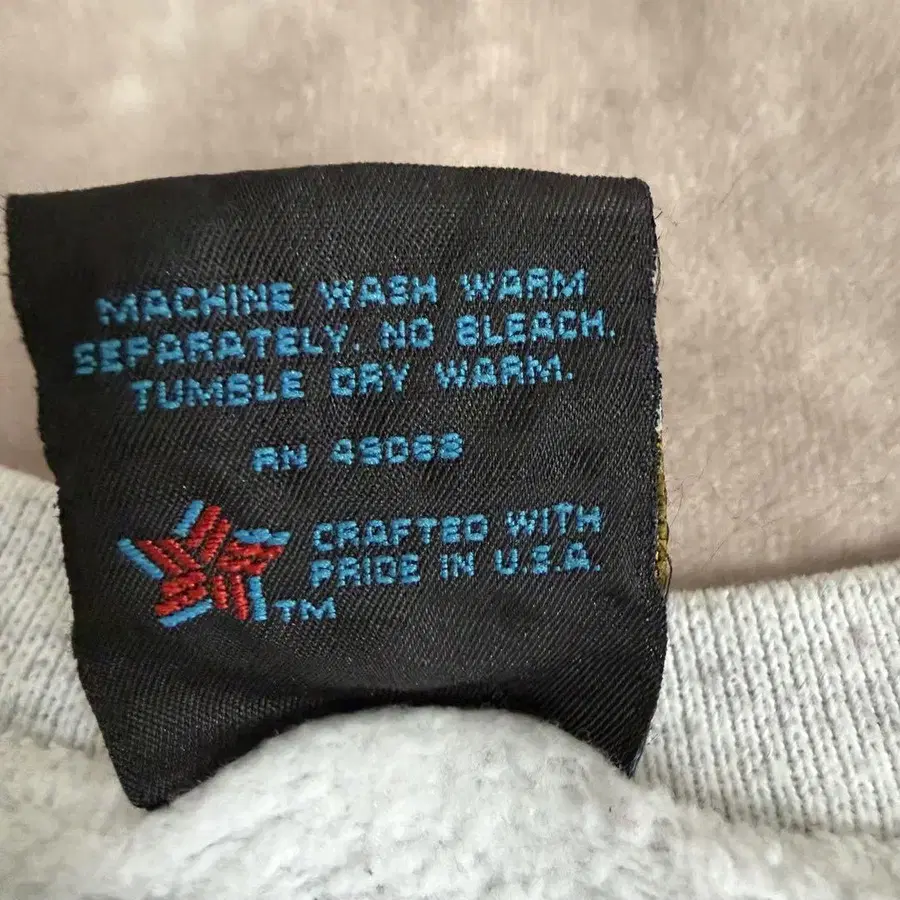 MACHINE WASH WARM
SEPARATELY. NO BLEACH.
TUMBLE DRY WARM.
RN 49068
CRAFTED WITH
PRIDE IN U.S.A.
TM